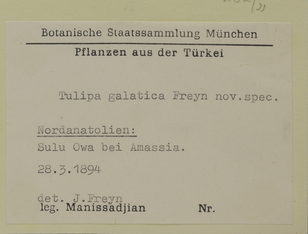 Botanische Staatssammlung München
Pflanzen aus der Türkei
Tulipa galatica Freyn nov.spec.
Nordanatolien:
Sulu Owa bei Amassia.
28.3.1894
det. J.Freyn
leg. Manissadjian Nr.